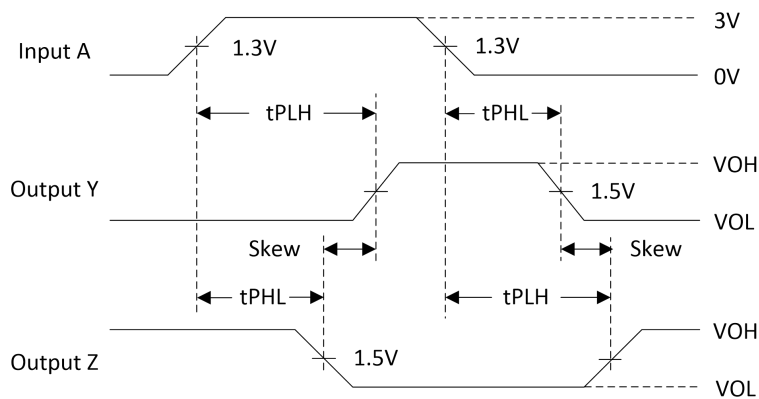 3V
Input A
1.3V
1.3V
0V
tPLH
tPHL
VOH
Output Y
1.5V
VOL
Skew
Skew
tPHL
tPLH
VOH
Output Z
1.5V
VOL